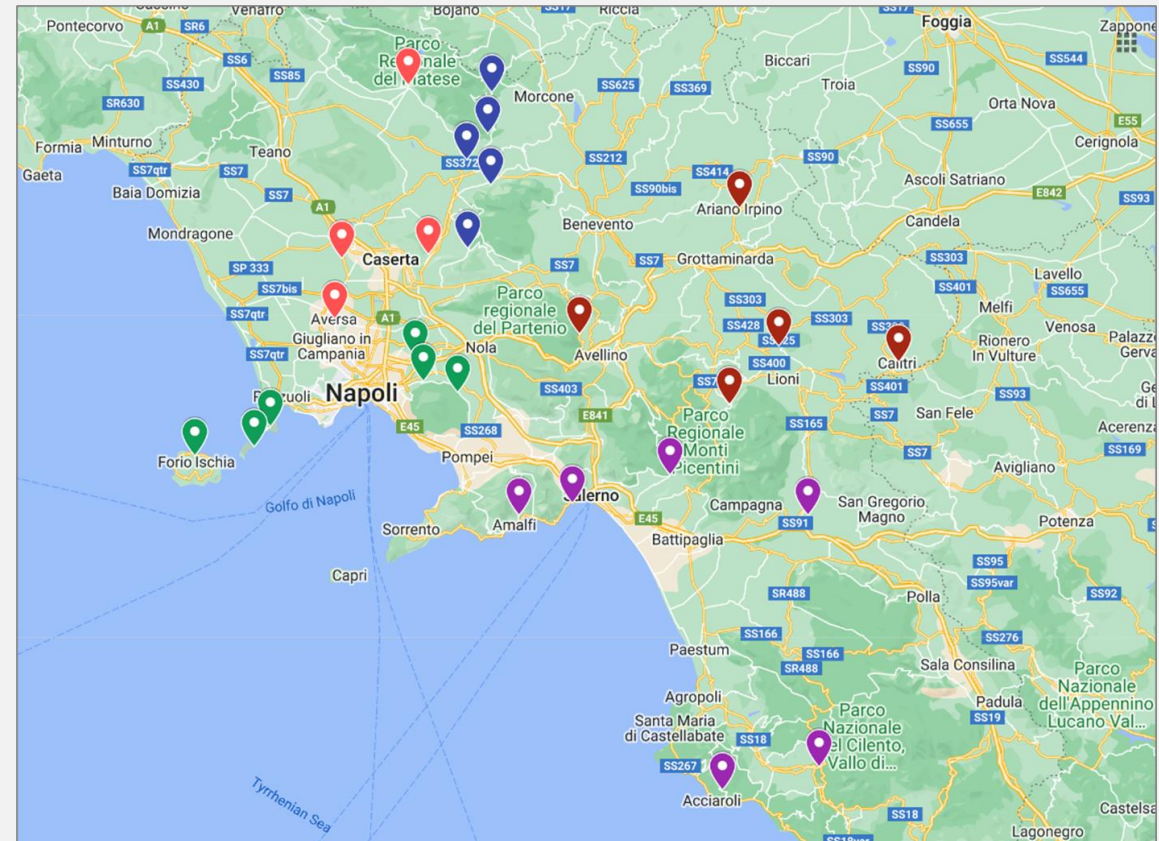 Venafro
Bojano
SS17
Riccia
SS17
Foggia
Pontecorvo
A1
SR6
Zappone
SS6
SS85
Parco
Regionale
del Matese
Biccari
SS544
SS430
Morcone
SS625
SS369
SS90
Troia
SR630
Orta Nova
E55
Formia
Minturno
SS655
Cerignola
Teano
SS372
SS212
SS90
SS7qtr
SS7
SS414
Gaeta
Baia Domizia
SS7
SS90bis
Ascoli Satriano
E842
SS93
A1
Ariano Irpino
Mondragone
Benevento
Candela
Caserta
SP 333
SS7
SS7
Grottaminarda
SS303
Lavello
SS7bis
SS401
SS655
Parco
regionale
del Partenio
SS303
Melfi
SS7qtr
Aversa
A1
SS428
SS303
Venosa
Giugliano in
Campania
Nola
Rionero
In Vulture
Palazz
Gerva
SS7qtr
Avellino
SS400
Calitri
Lioni
Napoli
SS403
SS401
SS93
E841
SS7
San Fele
E45
SS268
Parco
Regionale
Monti
Picentini
SS165
Acerenz
SS169
Forio Ischia
Pompei
SS7
Avigliano
Golfo di Napoli
Salerno
Campagna
San Gregorio
Magno
Sorrento
Amalfi
E45
SS91
Potenza
Battipaglia
Capri
SS95
SS95var
SR488
Polla
SS92
SS166
SS276
Paestum
SS166
SR488
Sala Consilina
Parco
Nazionale
dell'Appennino
Lucano Val...
Agropoli
Padula
Santa Maria
di Castellabate
SS18
Parco
Nazionale
del Cilento,
Vallo di...
SS19
SS267
Tyrrhenian Sea
Acciaroli
SS18
Castelsa
Lagonegro
SS18var